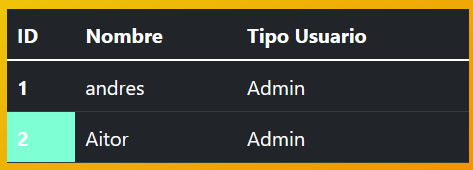 ID Nombre Tipo Usuario
1 andres Admin
2 Aitor Admin